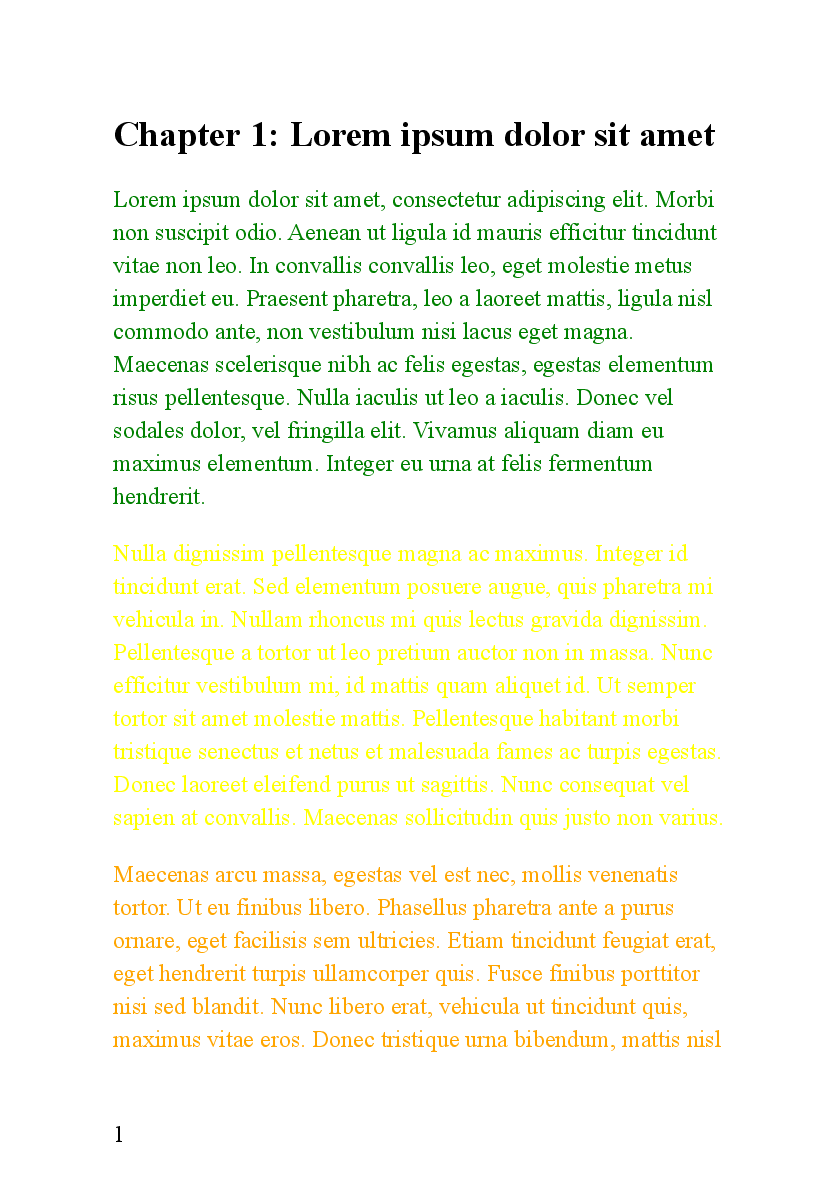 Chapter 1: Lorem ipsum dolor sit amet
Lorem ipsum dolor sit amet, consectetur adipiscing elit. Morbi
non suscipit odio. Aenean ut ligula id mauris efficitur tincidunt
vitae non leo. In convallis convallis leo, eget molestie metus
imperdiet eu. Praesent pharetra, leo a laoreet mattis, ligula nisl
commodo ante, non vestibulum nisi lacus eget magna.
Maecenas scelerisque nibh ac felis egestas, egestas elementum
risus pellentesque. Nulla iaculis ut leo a iaculis. Donec vel
sodales dolor, vel fringilla elit. Vivamus aliquam diam eu
maximus elementum. Integer eu urna at felis fermentum
hendrerit.
Nulla dignissim pellentesque magna ac maximus. Integer id
tincidunt erat. Sed elementum posuere augue, quis pharetra mi
vehicula in. Nullam rhoncus mi quis lectus gravida dignissim.
Pellentesque a tortor ut leo pretium auctor non in massa. Nunc
efficitur vestibulum mi, id mattis quam aliquet id. Ut semper
tortor sit amet molestie mattis. Pellentesque habitant morbi
tristique senectus et netus et malesuada fames ac turpis egestas.
Donec laoreet eleifend purus ut sagittis. Nunc consequat vel
sapien at convallis. Maecenas sollicitudin quis justo non varius.
Maecenas arcu massa, egestas vel est nec, mollis venenatis
tortor. Ut eu finibus libero. Phasellus pharetra ante a purus
ornare, eget facilisis sem ultricies. Etiam tincidunt feugiat erat,
eget hendrerit turpis ullamcorper quis. Fusce finibus porttitor
nisi sed blandit. Nunc libero erat, vehicula ut tincidunt quis,
maximus vitae eros. Donec tristique urna bibendum, mattis nisl
1